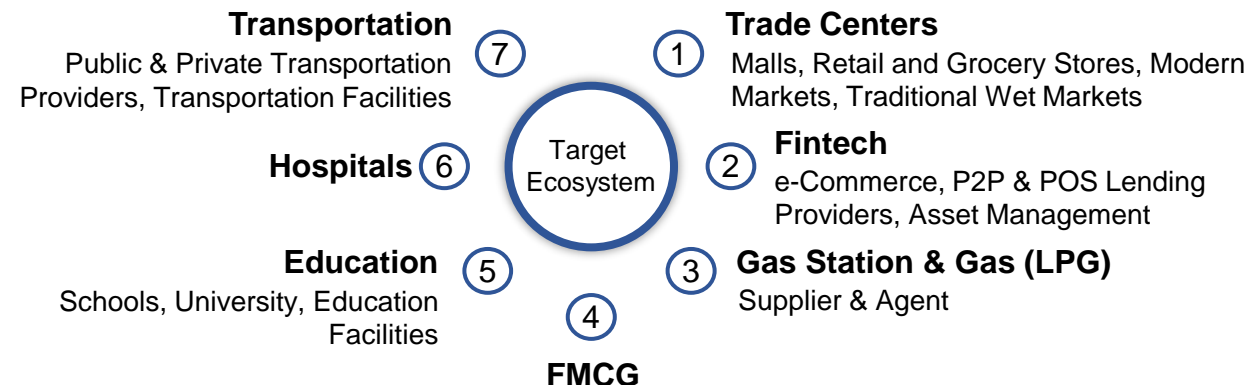 Transportation
Public & Private Transportation
Providers, Transportation Facilities
7
1
Trade Centers
Malls, Retail and Grocery Stores, Modern
Markets, Traditional Wet Markets
Hospitals
6
Target
Ecosystem
2
Fintech
e-Commerce, P2P & POS Lending
Providers, Asset Management
Education
Schools, University, Education
Facilities
5
3
Gas Station & Gas (LPG)
Supplier & Agent
4
FMCG